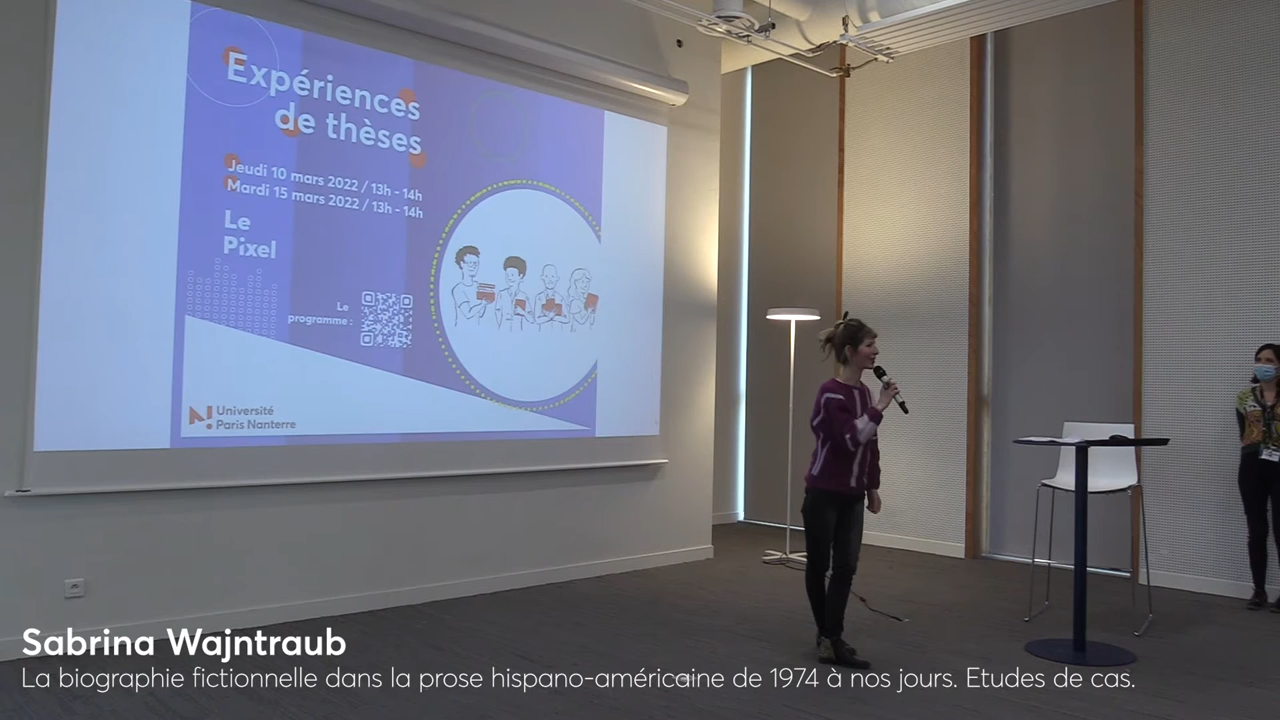 Expériences
de thèses
Jeudi 10 mars 2022 / 13h - 14h
Mardi 15 mars 2022 / 13h - 14h
Le
Pixel
Le
programme :
Université
Paris Nanterre
Sabrina Wajntraub
La biographie fictionnelle dans la prose hispano-américaine de 1974 à nos jours. Etudes de cas.